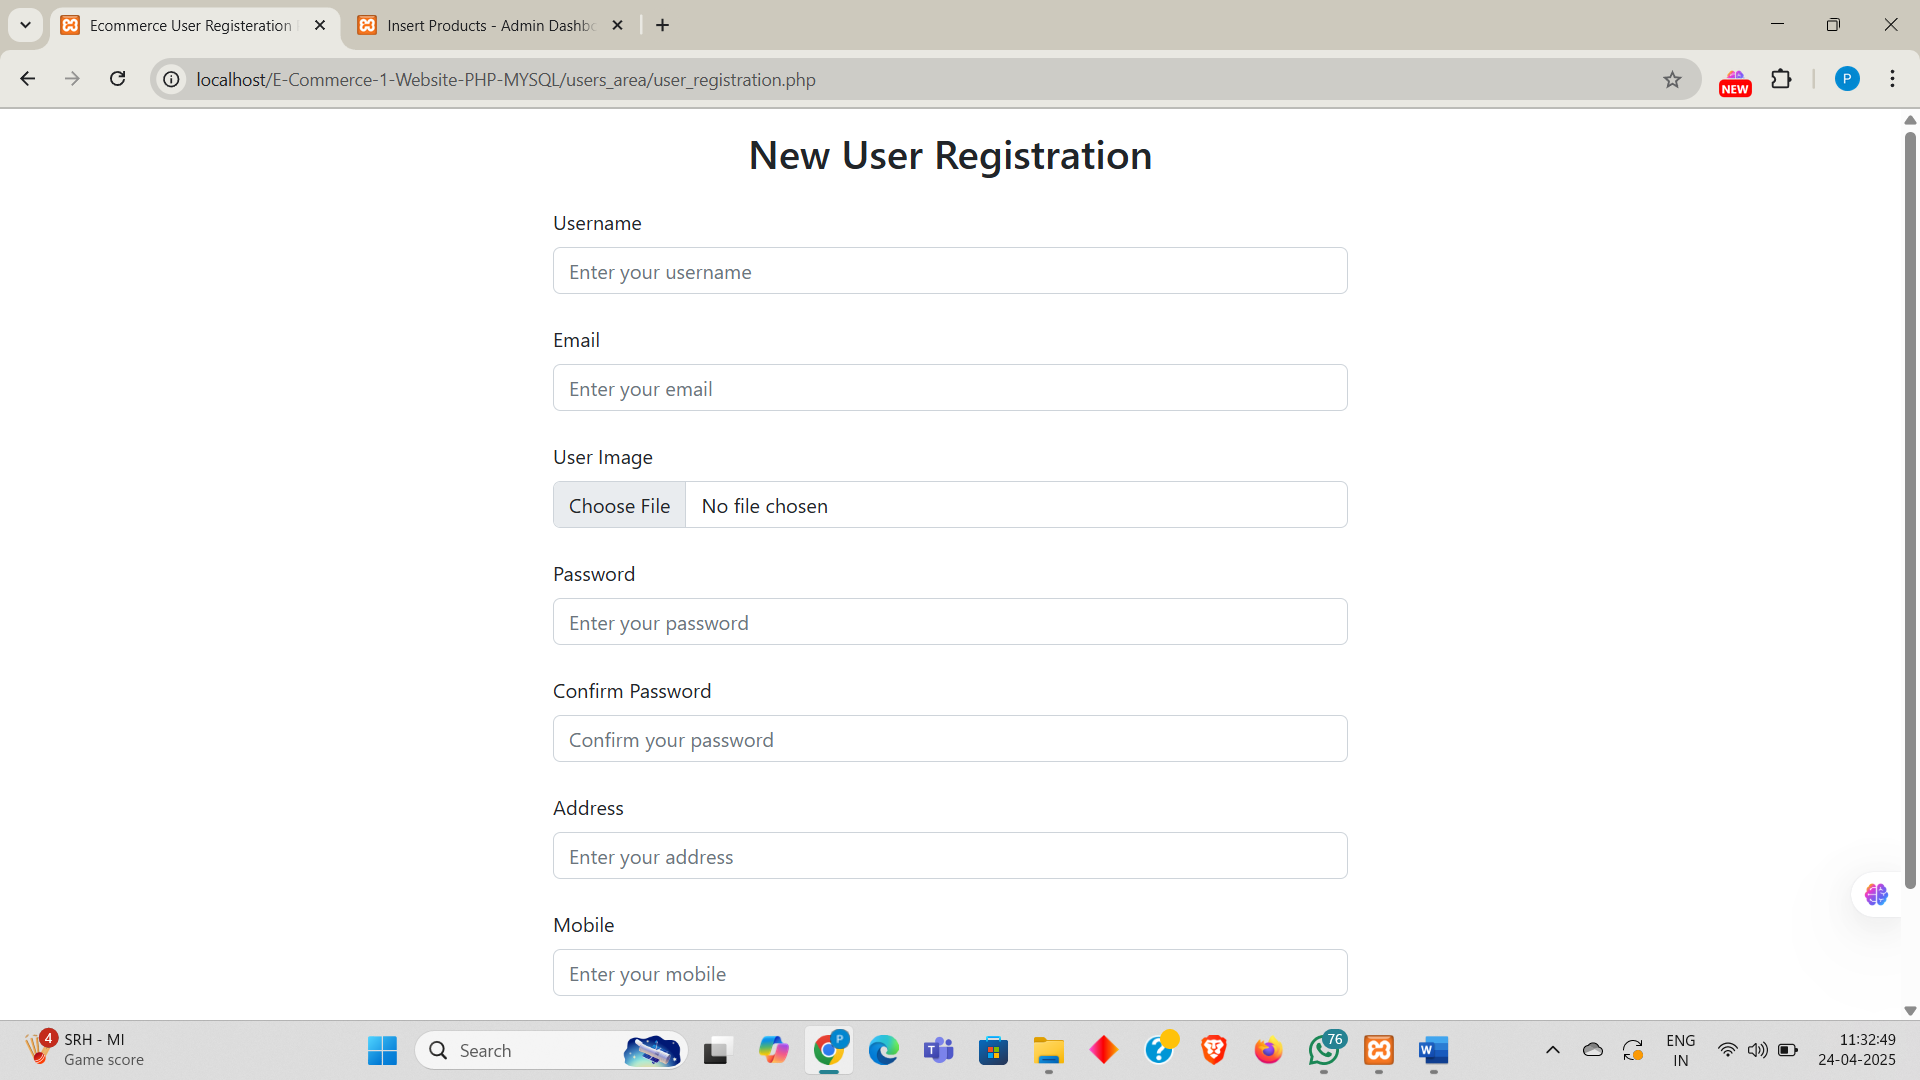 Ecommerce User Registeration
Insert Products - Admin Dashbo
localhost/E-Commerce-1-Website-PHP-MYSQL/users_area/user_registration.php
NEW
P
New User Registration
Username
Enter your username
Email
Enter your email
User Image
Choose File
No file chosen
Password
Enter your password
Confirm Password
Confirm your password
Address
Enter your address
Mobile
Enter your mobile
4
SRH - MI
Game score
Search
P
76
ENG
IN
11:32:49
24-04-2025